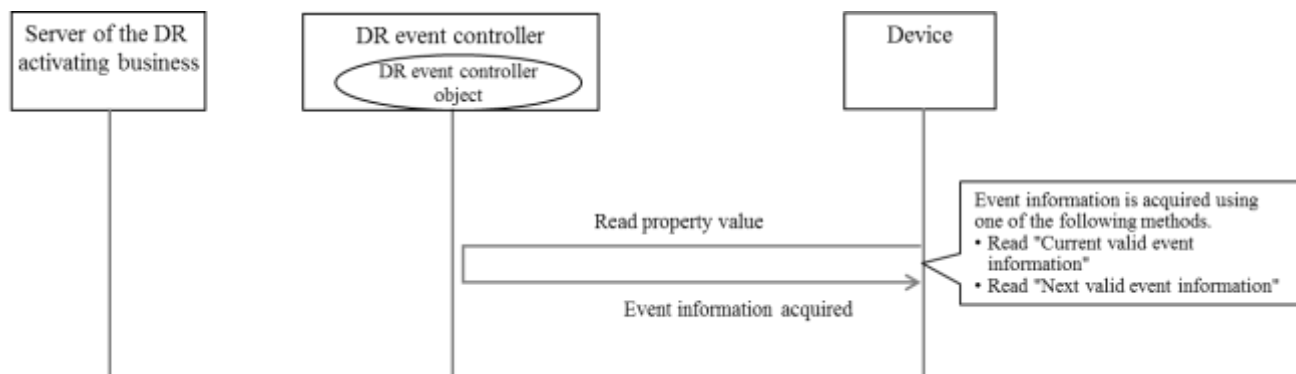 Server of the DR
activating business
DR event controller
DR event controller
object
Device
Event information is acquired using
one of the following methods.
• Read "Current valid event
information"
• Read "Next valid event information"
Read property value
Event information acquired